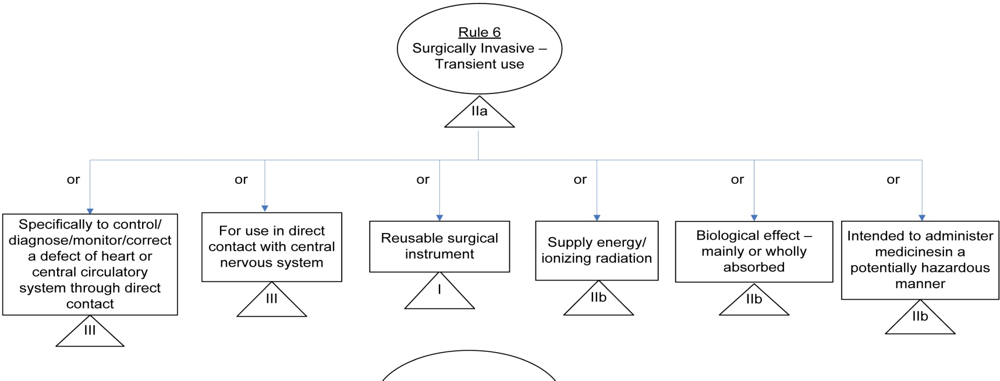 Rule 6
Surgically Invasive –
Transient use
IIa
or
or
or
or
or
or
Specifically to control/
diagnose/monitor/correct
a defect of heart or
central circulatory
system through direct
contact
III
For use in direct
contact with central
nervous system
III
Reusable surgical
instrument
I
Supply energy/
ionizing radiation
IIb
Biological effect –
mainly or wholly
absorbed
IIb
Intended to administer
medicinesin a
potentially hazardous
manner
IIb